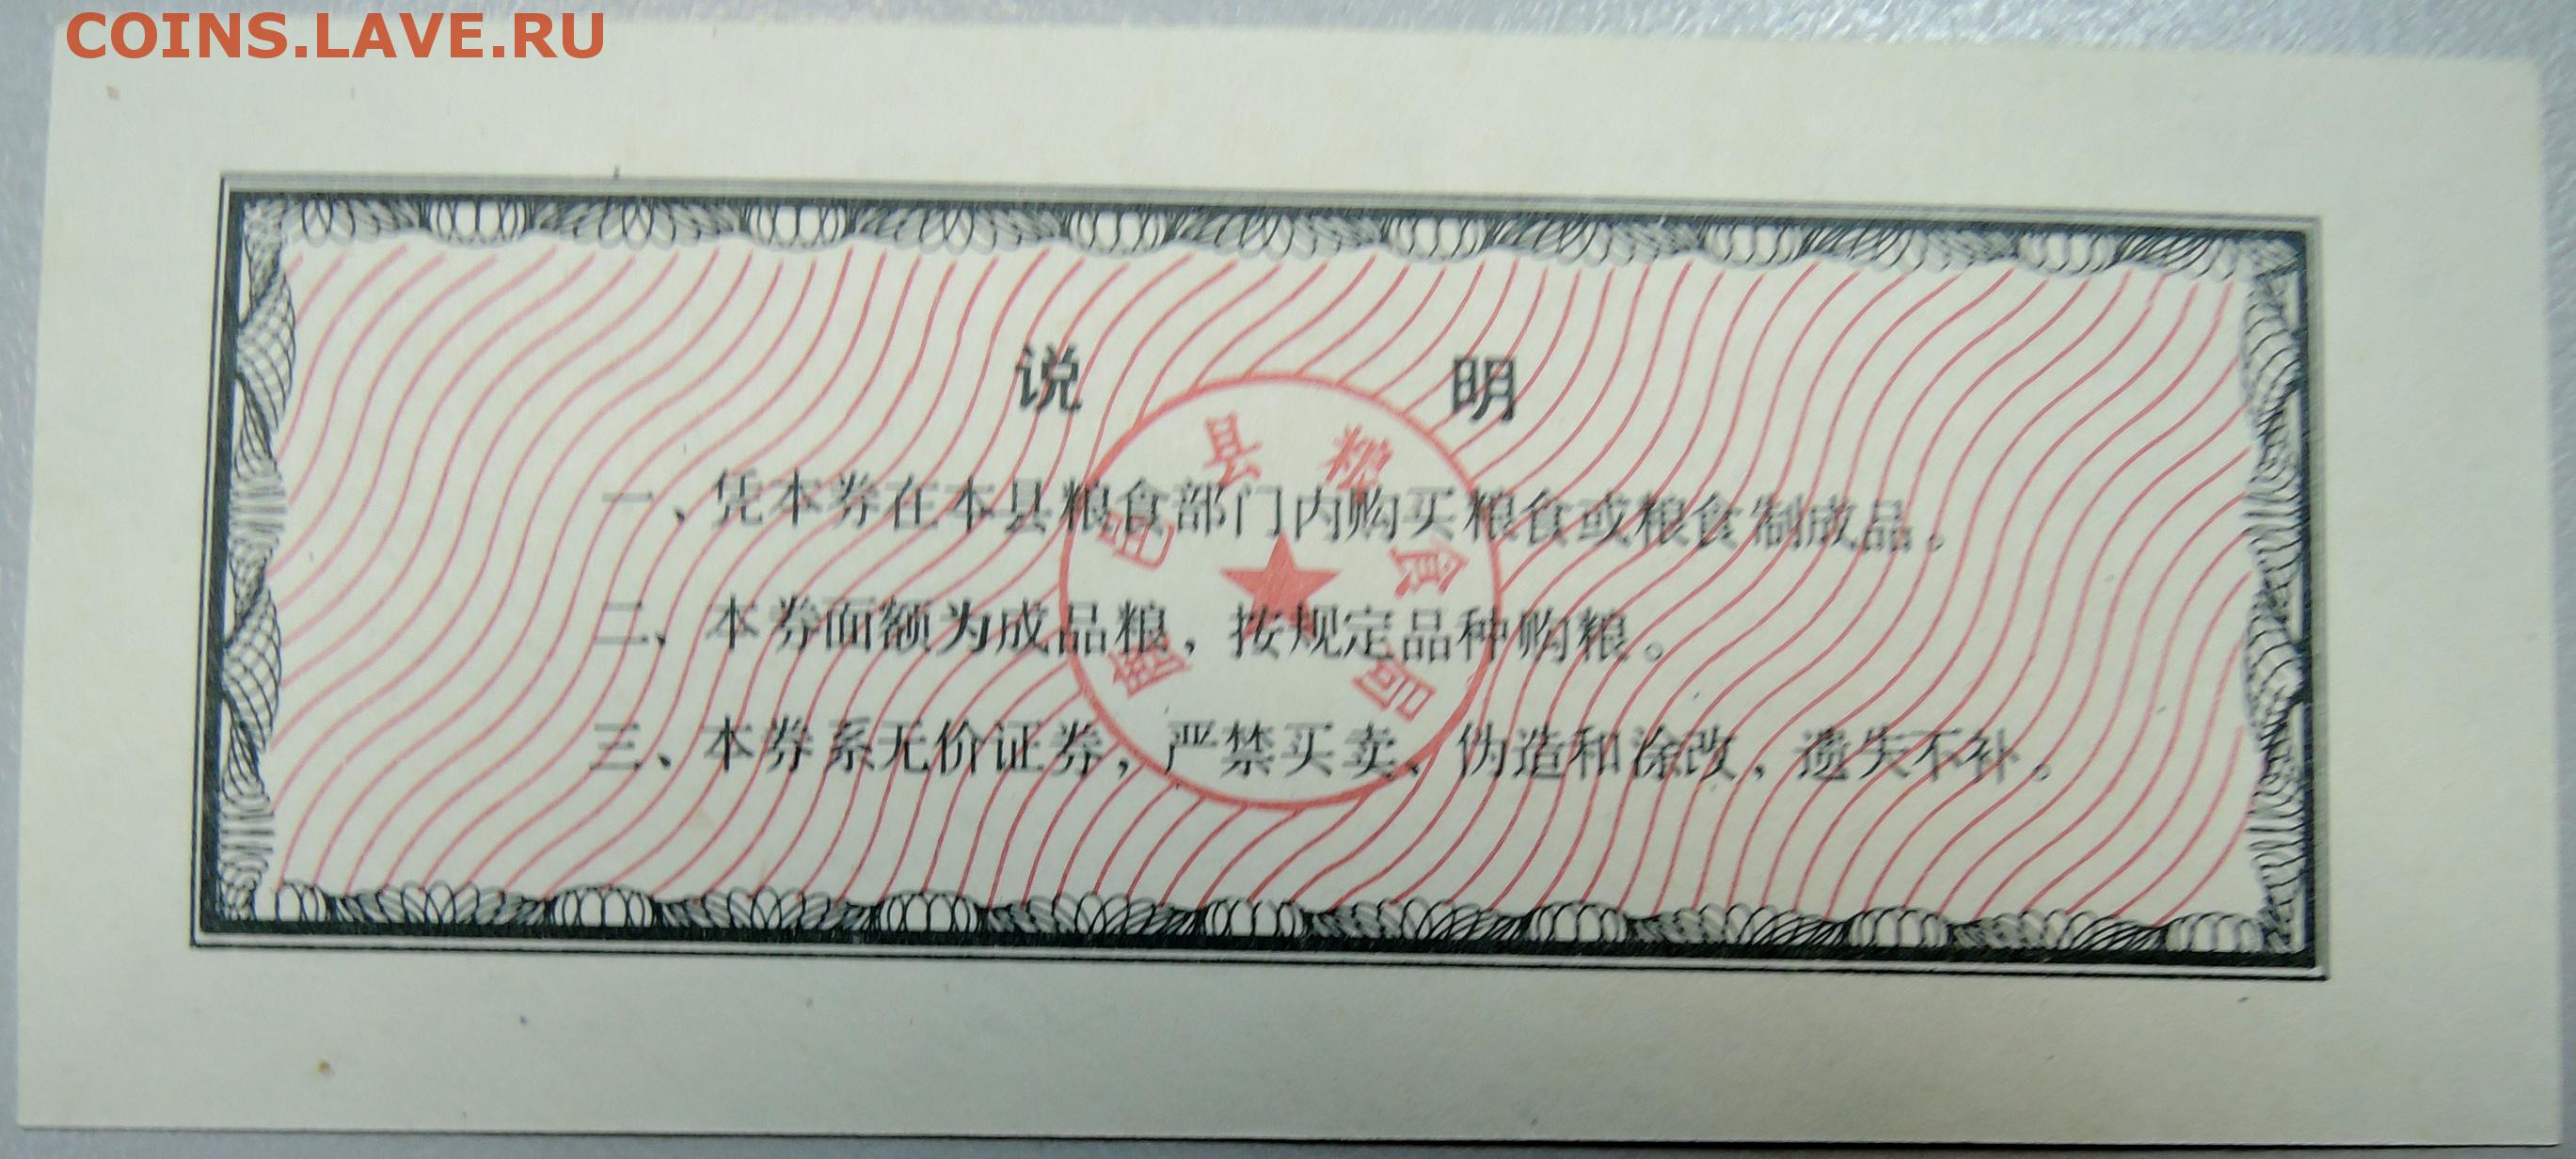 COINS.LAVE.RU
说 明
一、凭本券在本县粮食部门内购买粮食或粮食制成品。
二、本券面额为成品粮，按规定品种购粮。
三、本券系无价证券，严禁买卖、伪造和涂改，遗失不补。
县粮食局